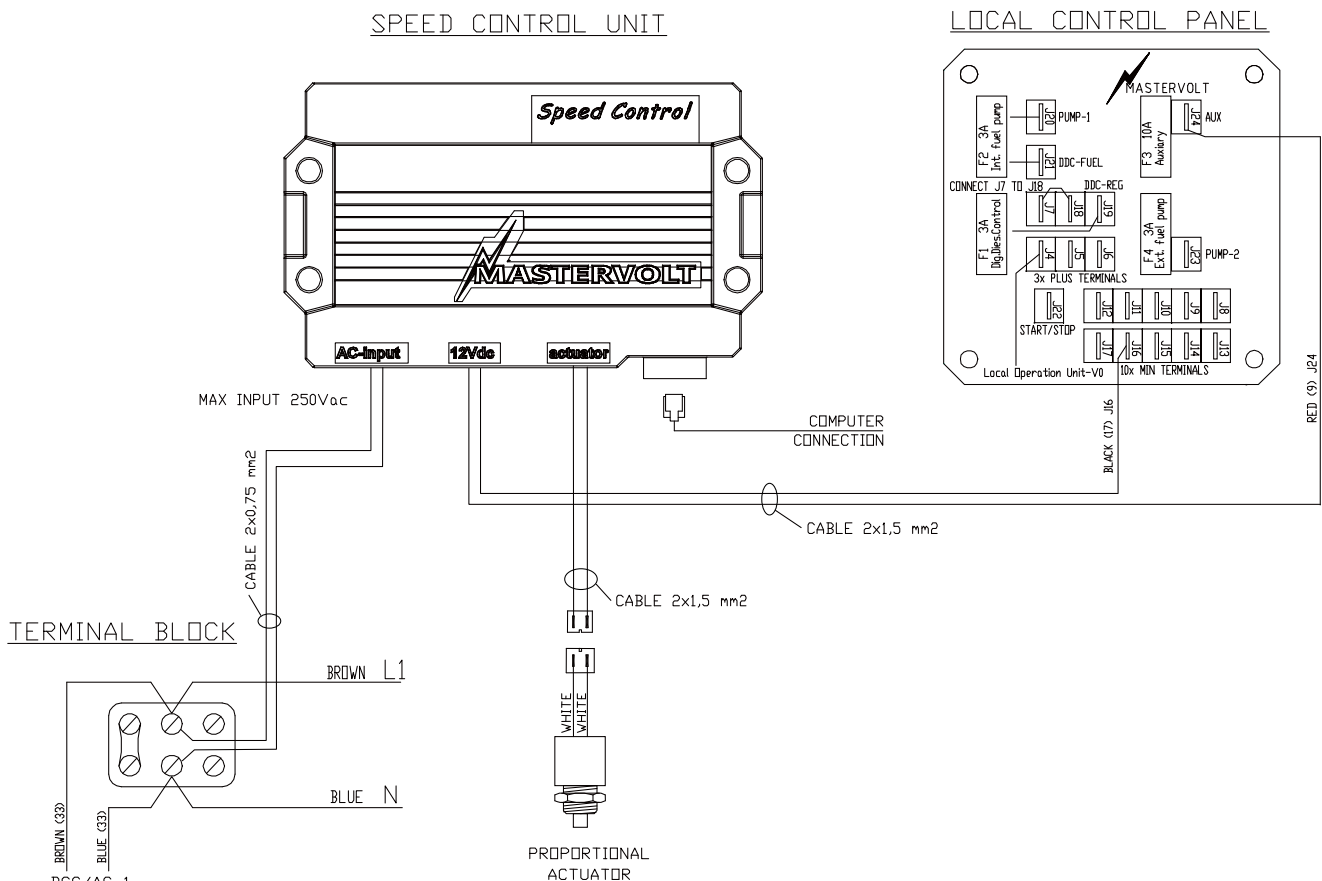 SPEED CONTROL UNIT
LOCAL CONTROL PANEL
Speed Control
MASTERVOLT
AC-input
12Vdc
actuator
MAX INPUT 250Vac
COMPUTER
CONNECTION
CABLE 2x0,75 mm2
CABLE 2x1,5 mm2
CABLE 2x1,5 mm2
MASTERVOLT
F2 3A
Int. fuel pump
J20
PUMP-1
J21
DDC-FUEL
F3 10A
Auxiary
J24
AUX
CONNECT J7 TO J18
DDC-REG
F1 3A
Dig.Dies.Control
J7
J18
J19
J4
J5
J6
3x PLUS TERMINALS
F4 3A
Ext. fuel pump
J23
PUMP-2
J22
START/STOP
J12
J11
J10
J9
J8
J17
J16
J15
J14
J13
Local Operation Unit-V0
10x MIN TERMINALS
BLACK (17) J16
RED (9) J24
TERMINAL BLOCK
BROWN L1
BLUE N
BROWN (33)
BLUE (33)
WHITE
WHITE
PROPORTIONAL
ACTUATOR